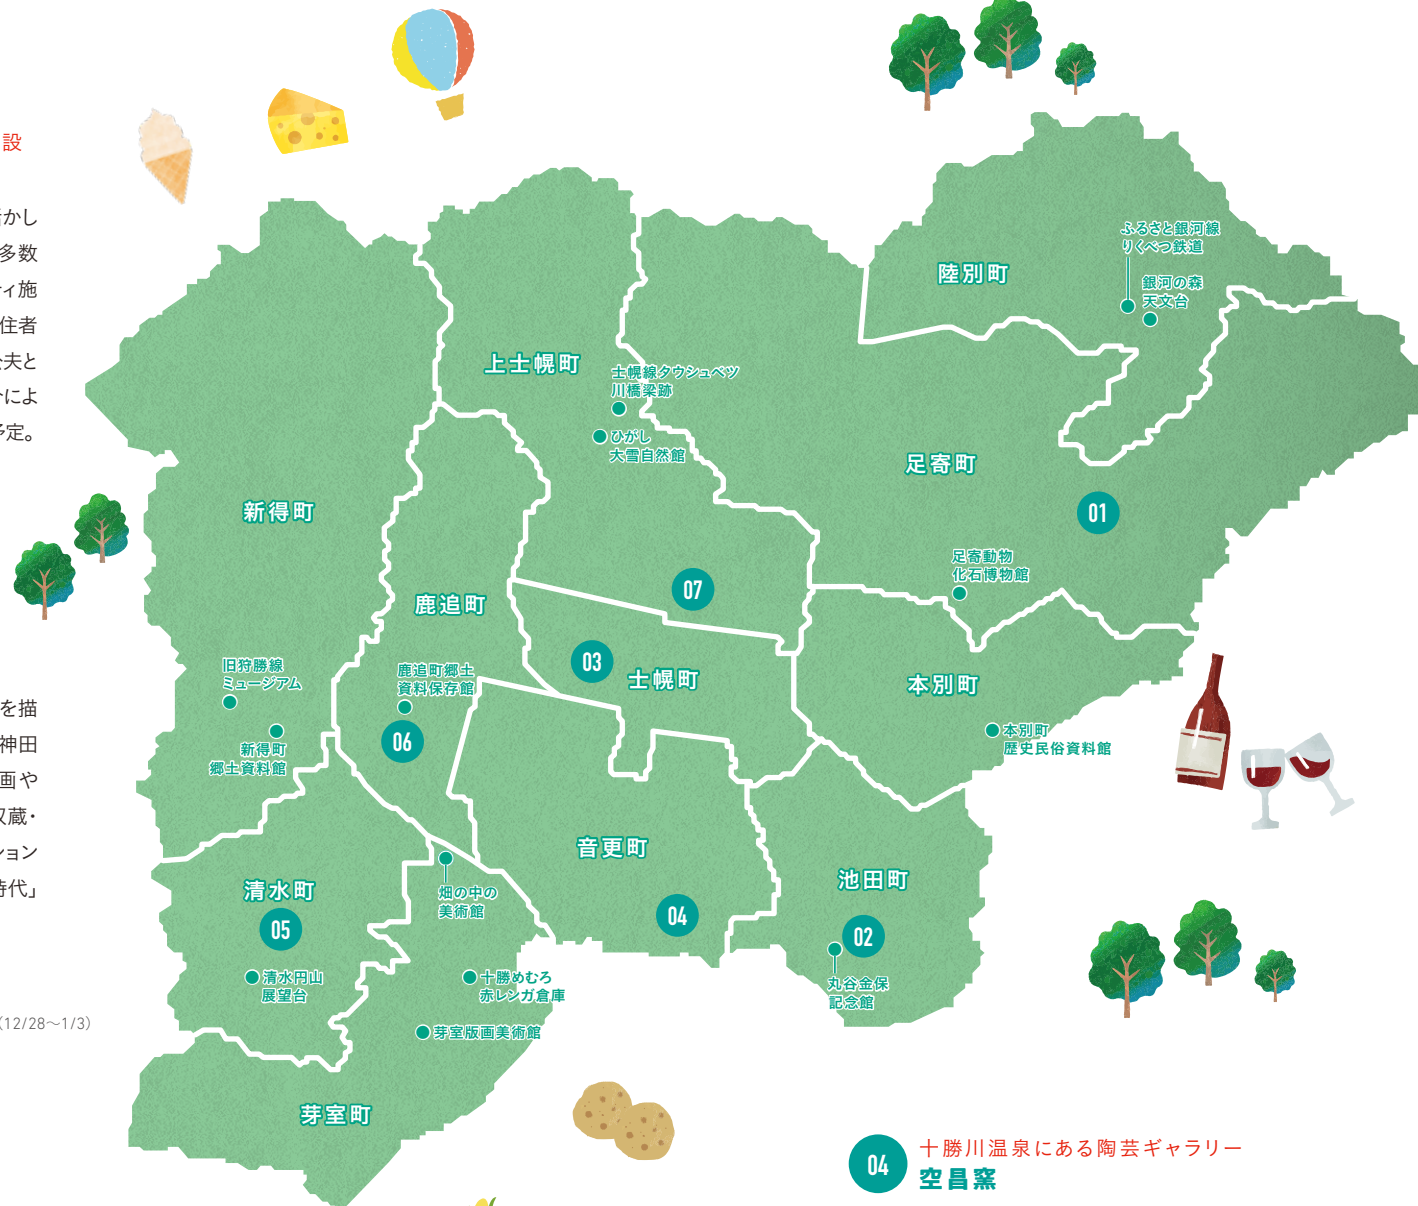 設
かし
多数
ィ施
住者
夫と
によ
予定。
ふるさと銀河線
りくべつ鉄道
陸別町
銀河の森
天文台
上士幌町
士幌線タウシュベツ
川橋梁跡
ひがし
大雪自然館
足寄町
新得町
01
足寄動物
化石博物館
07
鹿追町
03
士幌町
旧狩勝線
ミュージアム
鹿追町郷土
資料保存館
本別町
06
本別町
歴史民俗資料館
新得町
郷土資料館
を描
神田
画や
収蔵・
ション
時代」
音更町
清水町
池田町
畑の中の
美術館
04
05
02
清水円山
展望台
十勝めむろ
赤レンガ倉庫
丸谷金保
記念館
(12/28～1/3)
芽室版画美術館
芽室町
04
十勝川温泉にある陶芸ギャラリー
空昌窯